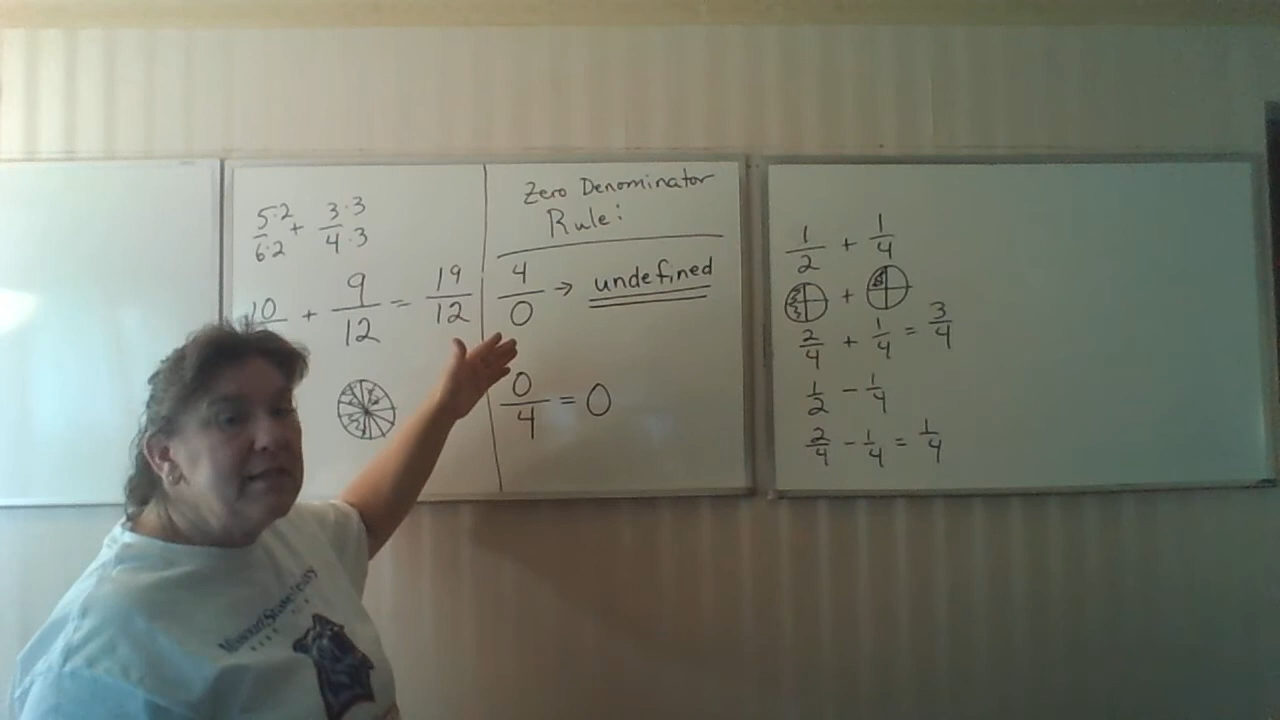 5·2/6·2 + 3·3/4·3
10 + 9/12 = 19/12
Zero Denominator
Rule:
4/0 → undefined
0/4 = 0
1/2 + 1/4
+
2/4 + 1/4 = 3/4
1/2 − 1/4
2/4 − 1/4 = 1/4
Missouri State